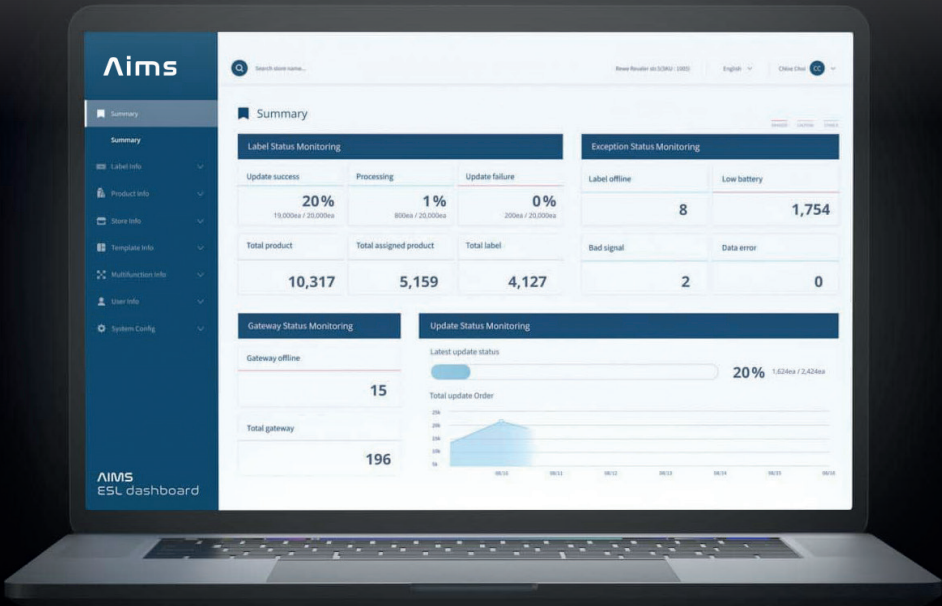 Aims
Search store name...
English
Chloe Choi
CC
Summary
Summary
Label Info
Product Info
Store Info
Template Info
Multifunction Info
User Info
System Config
AIMS
ESL dashboard
Summary
Label Status Monitoring
Update success
Processing
Update failure
20%
1%
0%
19,000ea / 20,000ea
800ea / 20,000ea
200ea / 20,000ea
Total product
Total assigned product
Total label
10,317
5,159
4,127
Exception Status Monitoring
Label offline
Low battery
8
1,754
Bad signal
Data error
2
0
Gateway Status Monitoring
Gateway offline
15
Total gateway
196
Update Status Monitoring
Latest update status
20%
1,624ea / 2,424ea
Total update Order